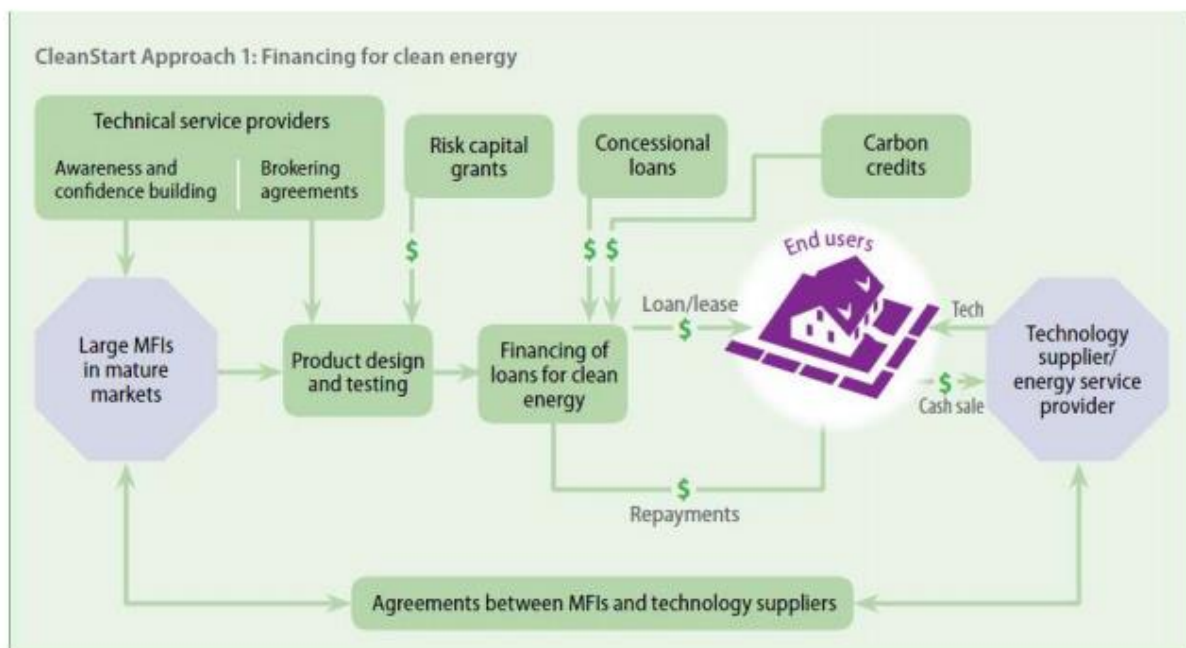 CleanStart Approach 1: Financing for clean energy
Technical service providers
Awareness and
confidence building
Brokering
agreements
Risk capital
grants
Concessional
loans
Carbon
credits
$
$ $
End users
Large MFIs
in mature
markets
Product design
and testing
Financing of
loans for clean
energy
Loan/lease
$
Tech
$
Cash sale
Technology
supplier/
energy service
provider
$
Repayments
Agreements between MFIs and technology suppliers